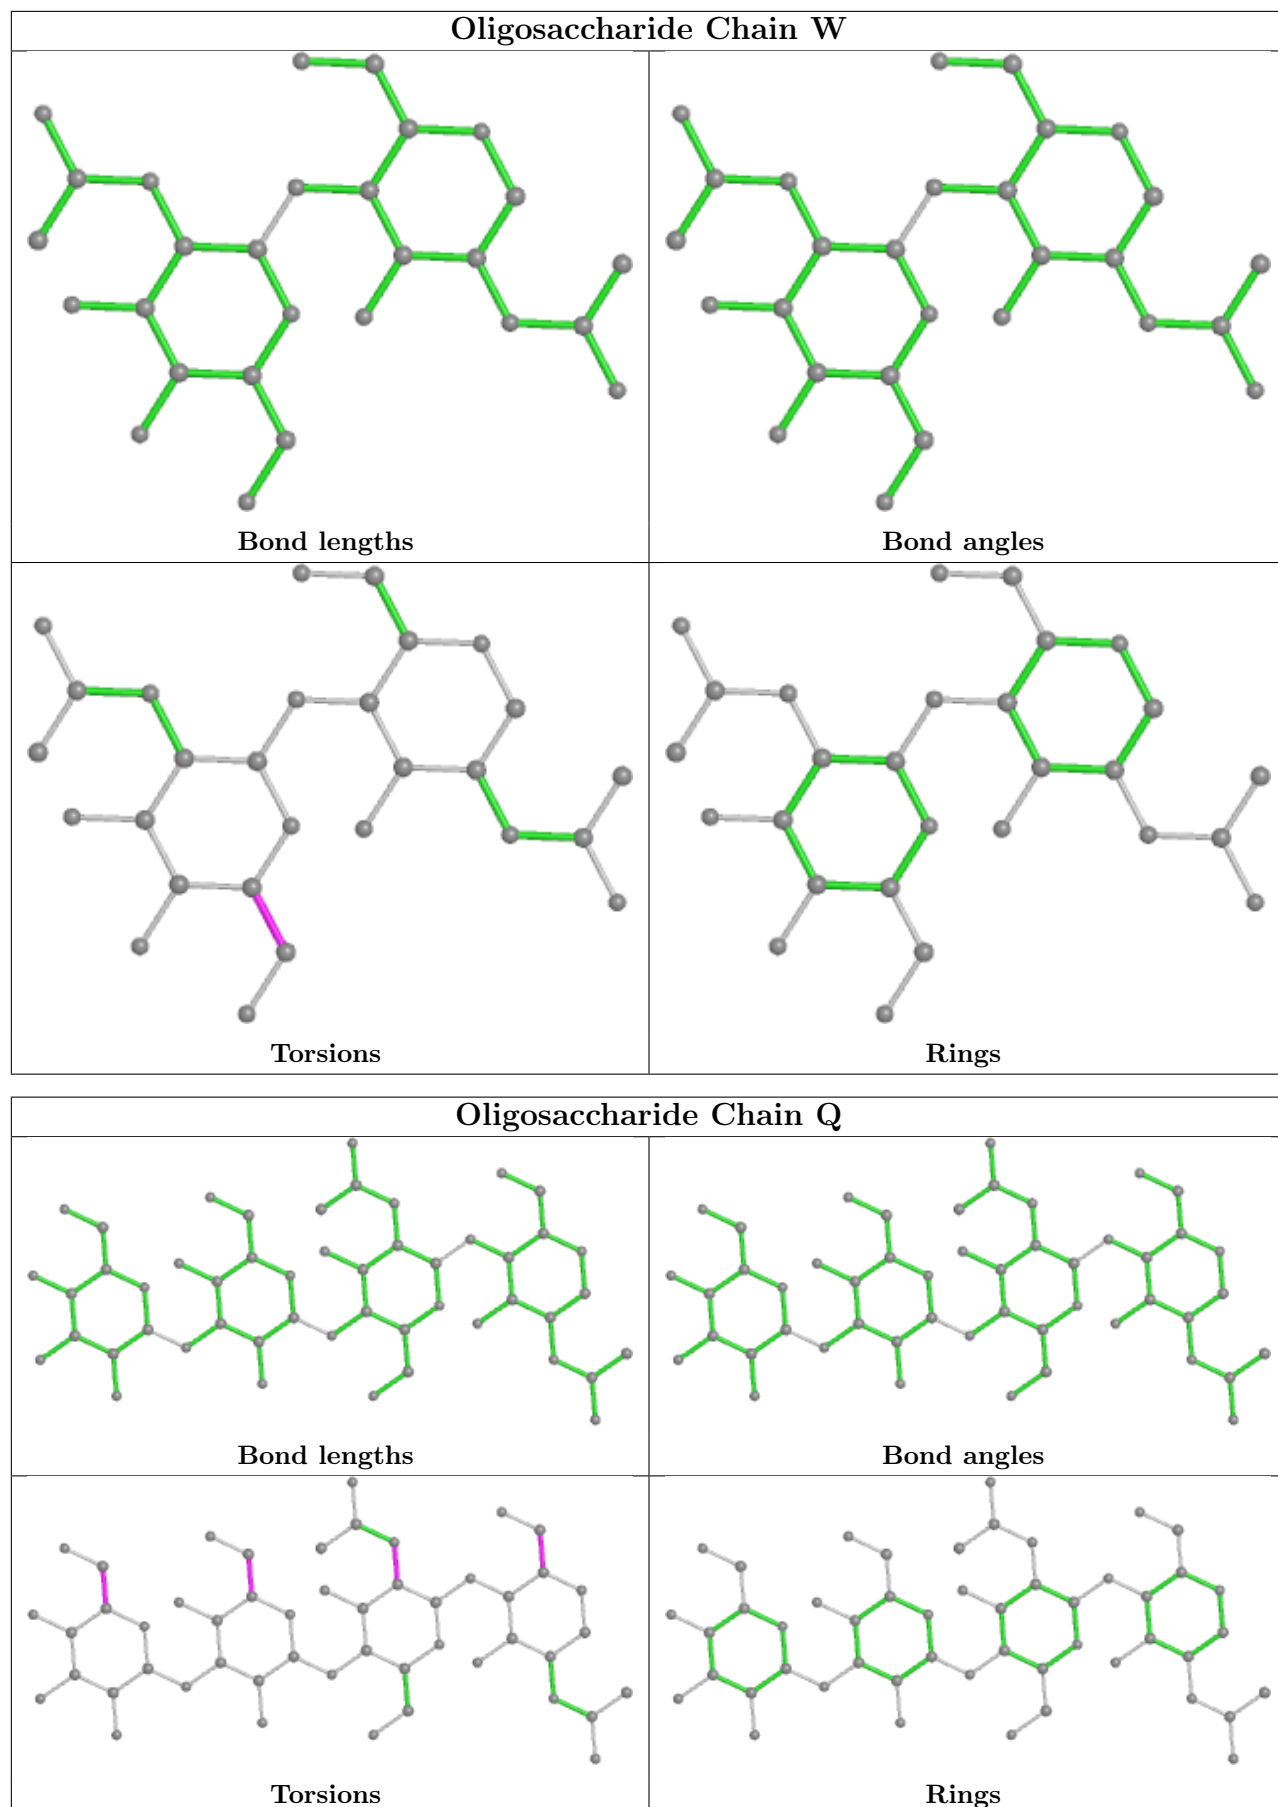 Oligosaccharide Chain W
Bond lengths
Bond angles
Torsions
Rings
Oligosaccharide Chain Q
Bond lengths
Bond angles
Torsions
Rings